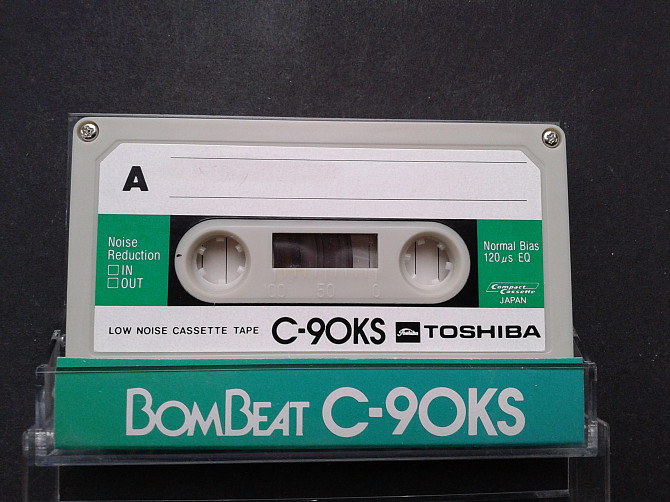 A
Noise
Reduction
IN
OUT
Normal Bias
120μs EQ
Compact
Cassette
JAPAN
100 50 0
LOW NOISE CASSETTE TAPE C-90KS TOSHIBA
BOMBEAT C-90KS